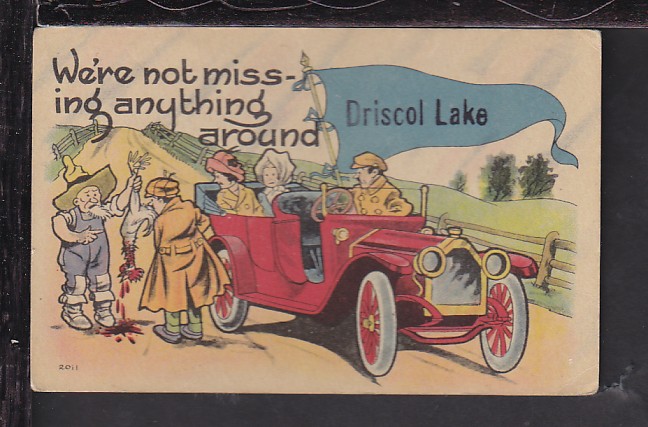 We're not miss-
ing anything
around
Driscol Lake
2011